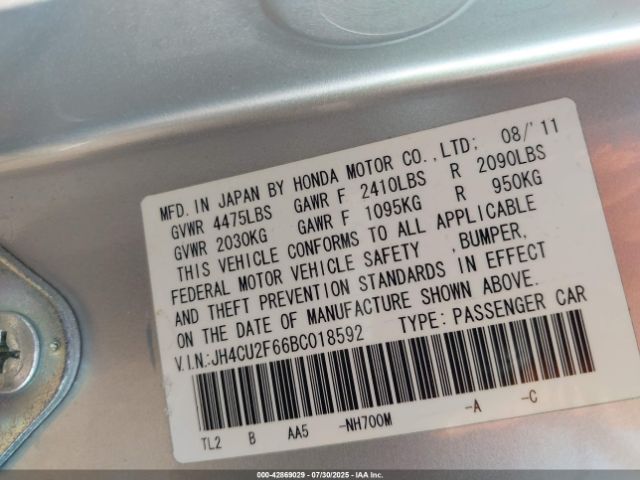 MFD. IN JAPAN BY HONDA MOTOR CO.,LTD; 08/'11
GVWR 4475LBS GAWR F 2410LBS R 2090LBS
GVWR 2030KG GAWR F 1095KG R 950KG
THIS VEHICLE CONFORMS TO ALL APPLICABLE
FEDERAL MOTOR VEHICLE SAFETY ,BUMPER,
AND THEFT PREVENTION STANDARDS IN EFFECT
ON THE DATE OF MANUFACTURE SHOWN ABOVE.
V.I.N:JH4CU2F66BC018592 TYPE: PASSENGER CAR
TL2 B AA5 -NH700M -A -C
000-42869029 - 07/30/2025 - IAA Inc.